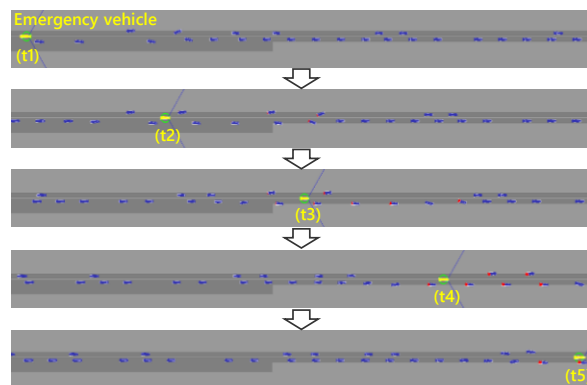 Emergency vehicle
(t1)
(t2)
(t3)
(t4)
(t5